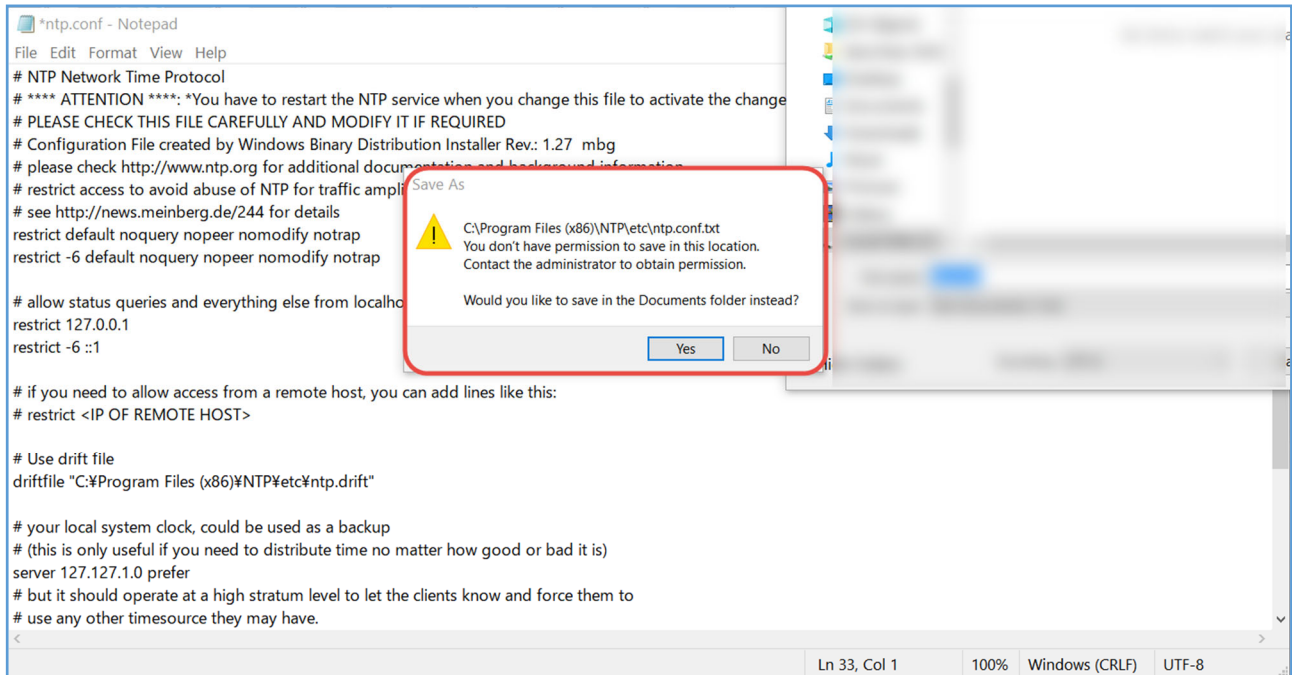 *ntp.conf - Notepad
File Edit Format View Help
# NTP Network Time Protocol
# **** ATTENTION ****: *You have to restart the NTP service when you change this file to activate the change
# PLEASE CHECK THIS FILE CAREFULLY AND MODIFY IT IF REQUIRED
# Configuration File created by Windows Binary Distribution Installer Rev.: 1.27 mbg
# please check http://www.ntp.org for additional documentation and background information
# restrict access to avoid abuse of NTP for traffic ampli
# see http://news.meinberg.de/244 for details
restrict default noquery nopeer nomodify notrap
restrict -6 default noquery nopeer nomodify notrap
# allow status queries and everything else from localho
restrict 127.0.0.1
restrict -6 ::1
# if you need to allow access from a remote host, you can add lines like this:
# restrict <IP OF REMOTE HOST>
# Use drift file
driftfile "C:¥Program Files (x86)¥NTP¥etc¥ntp.drift"
# your local system clock, could be used as a backup
# (this is only useful if you need to distribute time no matter how good or bad it is)
server 127.127.1.0 prefer
# but it should operate at a high stratum level to let the clients know and force them to
# use any other timesource they may have.
Save As
C:\Program Files (x86)\NTP\etc\ntp.conf.txt
You don't have permission to save in this location.
Contact the administrator to obtain permission.
Would you like to save in the Documents folder instead?
Yes No
Ln 33, Col 1 100% Windows (CRLF) UTF-8